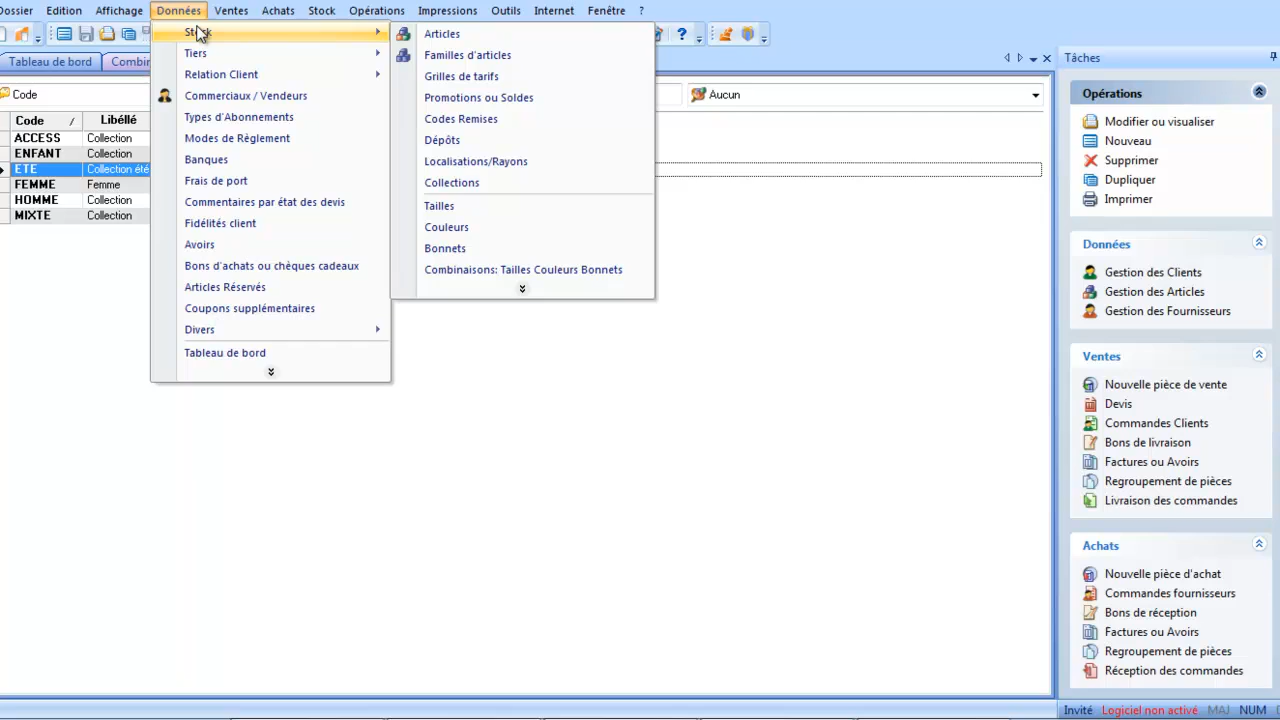 Dossier Edition Affichage Données Ventes Achats Stock Opérations Impressions Outils Internet Fenêtre ?
Tableau de bord Combin
Code
Aucun
Code Libéllé
ACCESS Collection
ENFANT Collection
ETE Collection été
FEMME Femme
HOMME Collection
MIXTE Collection
Tiers
Relation Client
Commerciaux / Vendeurs
Types d'Abonnements
Modes de Règlement
Banques
Frais de port
Commentaires par état des devis
Fidélités client
Avoirs
Bons d'achats ou chèques cadeaux
Articles Réservés
Coupons supplémentaires
Divers
Tableau de bord
Articles
Familles d'articles
Grilles de tarifs
Promotions ou Soldes
Codes Remises
Dépôts
Localisations/Rayons
Collections
Tailles
Couleurs
Bonnets
Combinaisons: Tailles Couleurs Bonnets
Tâches
Opérations
Modifier ou visualiser
Nouveau
Supprimer
Dupliquer
Imprimer
Données
Gestion des Clients
Gestion des Articles
Gestion des Fournisseurs
Ventes
Nouvelle pièce de vente
Devis
Commandes Clients
Bons de livraison
Factures ou Avoirs
Regroupement de pièces
Livraison des commandes
Achats
Nouvelle pièce d'achat
Commandes fournisseurs
Bons de réception
Factures ou Avoirs
Regroupement de pièces
Réception des commandes
Invité Logiciel non activé MAJ NUM